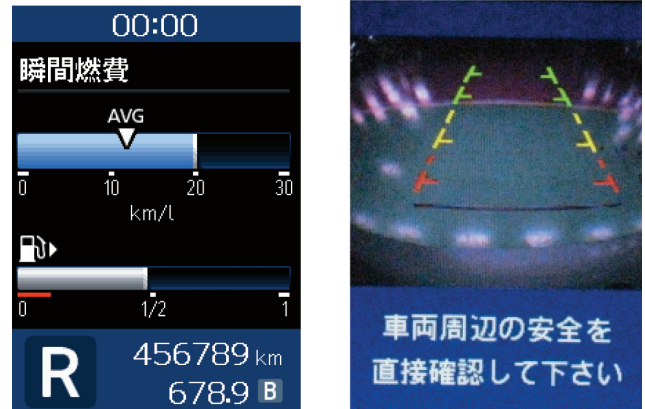 00:00
瞬間燃費
AVG
0 10 20 30
km/l
0 1/2 1
R
456789 km
678.9 B
車両周辺の安全を
直接確認して下さい